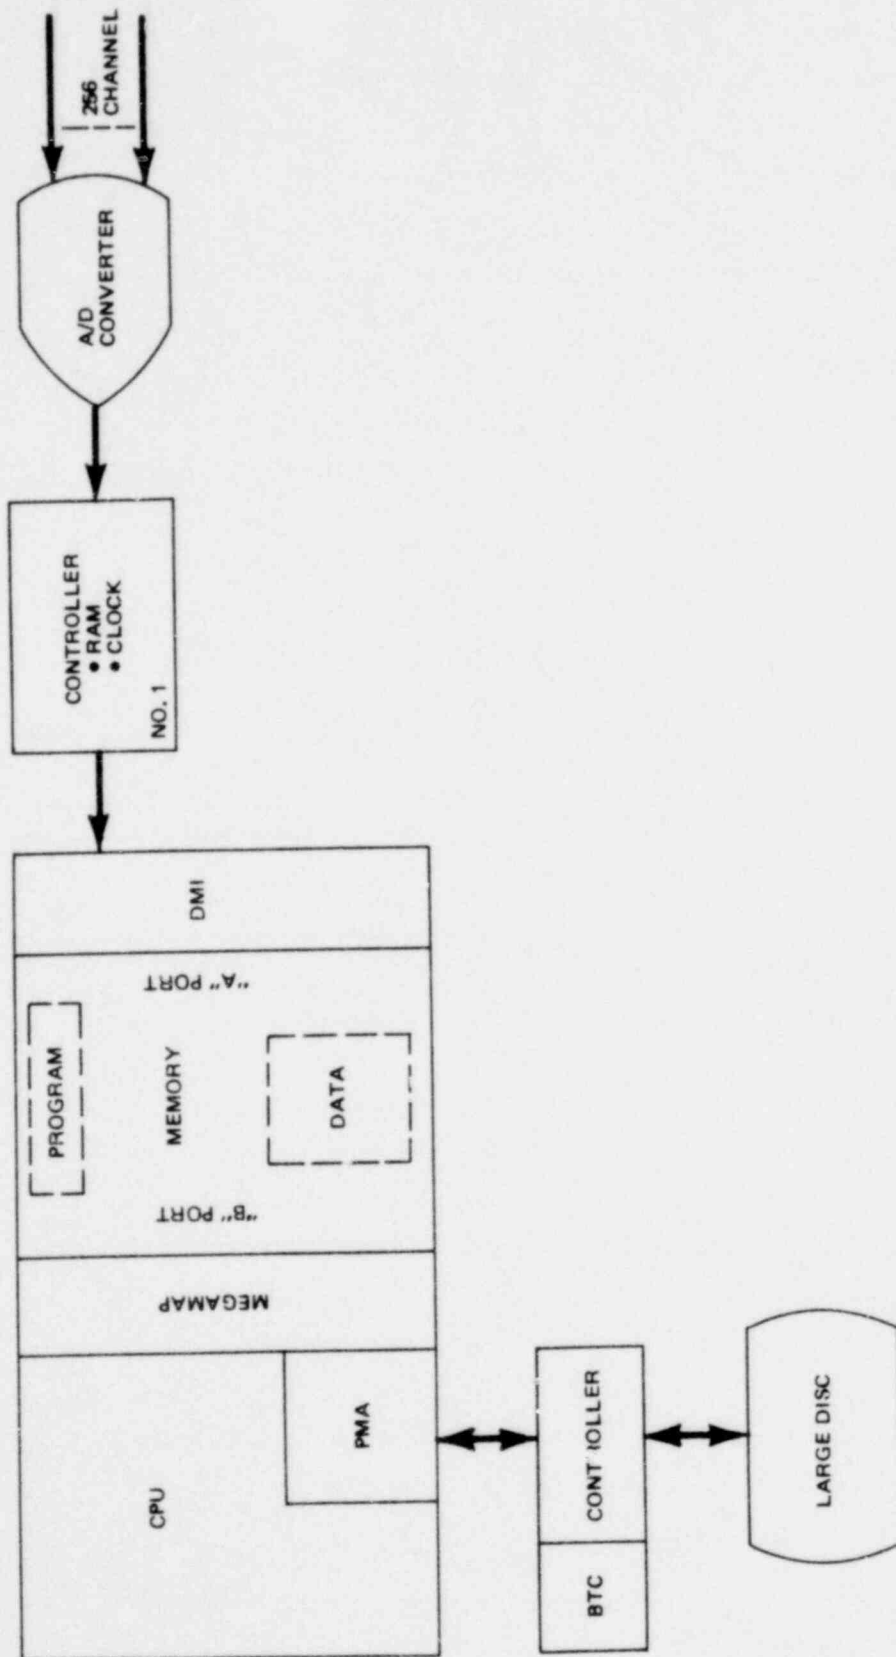 256
CHANNEL
A/D
CONVERTER
CONTROLLER
• RAM
• CLOCK
NO. 1
DMI
"A" PORT
PROGRAM
MEMORY
DATA
"B" PORT
MEGAMAP
CPU
PMA
BTC
CONT OLLER
LARGE DISC